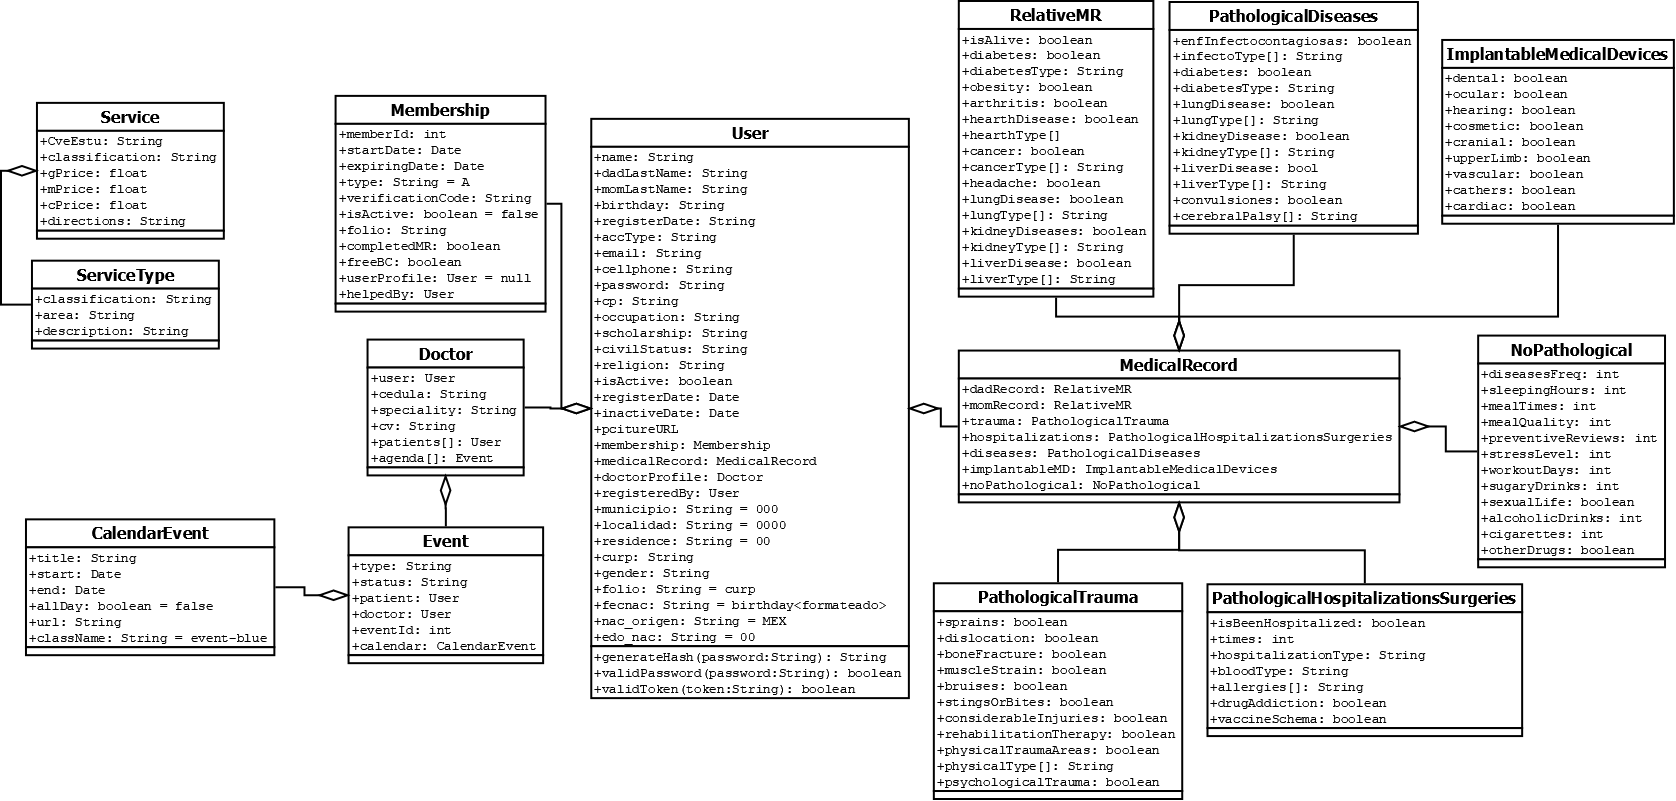 Service
+CveEstu: String
+classification: String
+gPrice: float
+mPrice: float
+cPrice: float
+directions: String
ServiceType
+classification: String
+area: String
+description: String
Membership
+memberId: int
+startDate: Date
+expiringDate: Date
+type: String = A
+verificationCode: String
+isActive: boolean = false
+folio: String
+completedMR: boolean
+freeBC: boolean
+userProfile: User = null
+helpedBy: User
Doctor
+user: User
+cedula: String
+speciality: String
+cv: String
+patients[]: User
+agenda[]: Event
CalendarEvent
+title: String
+start: Date
+end: Date
+allDay: boolean = false
+url: String
+className: String = event-blue
Event
+type: String
+status: String
+patient: User
+doctor: User
+eventId: int
+calendar: CalendarEvent
User
+name: String
+dadLastName: String
+momLastName: String
+birthday: String
+registerDate: String
+accType: String
+email: String
+cellphone: String
+password: String
+cp: String
+occupation: String
+scholarship: String
+civilStatus: String
+religion: String
+isActive: boolean
+registerDate: Date
+inactiveDate: Date
+pcitureURL
+membership: Membership
+medicalRecord: MedicalRecord
+doctorProfile: Doctor
+registeredBy: User
+municipio: String = 000
+localidad: String = 0000
+residence: String = 00
+curp: String
+gender: String
+folio: String = curp
+fecnac: String = birthday<formateado>
+nac_origen: String = MEX
+edo_nac: String = 00
+generateHash(password:String): String
+validPassword(password:String): boolean
+validToken(token:String): boolean
RelativeMR
+isAlive: boolean
+diabetes: boolean
+diabetesType: String
+obesity: boolean
+arthritis: boolean
+hearthDisease: boolean
+hearthType[]
+cancer: boolean
+cancerType[]: String
+headache: boolean
+lungDisease: boolean
+lungType[]: String
+kidneyDiseases: boolean
+kidneyType[]: String
+liverDisease: boolean
+liverType[]: String
PathologicalDiseases
+enfInfectocontagiosas: boolean
+infectoType[]: String
+diabetes: boolean
+diabetesType: String
+lungDisease: boolean
+lungType[]: String
+kidneyDisease: boolean
+kidneyType[]: String
+liverDisease: bool
+liverType[]: String
+convulsiones: boolean
+cerebralPalsy[]: String
ImplantableMedicalDevices
+dental: boolean
+ocular: boolean
+hearing: boolean
+cosmetic: boolean
+cranial: boolean
+upperLimb: boolean
+vascular: boolean
+cathers: boolean
+cardiac: boolean
MedicalRecord
+dadRecord: RelativeMR
+momRecord: RelativeMR
+trauma: PathologicalTrauma
+hospitalizations: PathologicalHospitalizationsSurgeries
+diseases: PathologicalDiseases
+implantableMD: ImplantableMedicalDevices
+noPathological: NoPathological
NoPathological
+diseasesFreq: int
+sleepingHours: int
+mealTimes: int
+mealQuality: int
+preventiveReviews: int
+stressLevel: int
+workoutDays: int
+sugaryDrinks: int
+sexualLife: boolean
+alcoholicDrinks: int
+cigarettes: int
+otherDrugs: boolean
PathologicalTrauma
+sprains: boolean
+dislocation: boolean
+boneFracture: boolean
+muscleStrain: boolean
+bruises: boolean
+stingsOrBites: boolean
+considerableInjuries: boolean
+rehabilitationTherapy: boolean
+physicalTraumaAreas: boolean
+physicalType[]: String
+psychologicalTrauma: boolean
PathologicalHospitalizationsSurgeries
+isBeenHospitalized: boolean
+times: int
+hospitalizationType: String
+bloodType: String
+allergies[]: String
+drugAddiction: boolean
+vaccineSchema: boolean